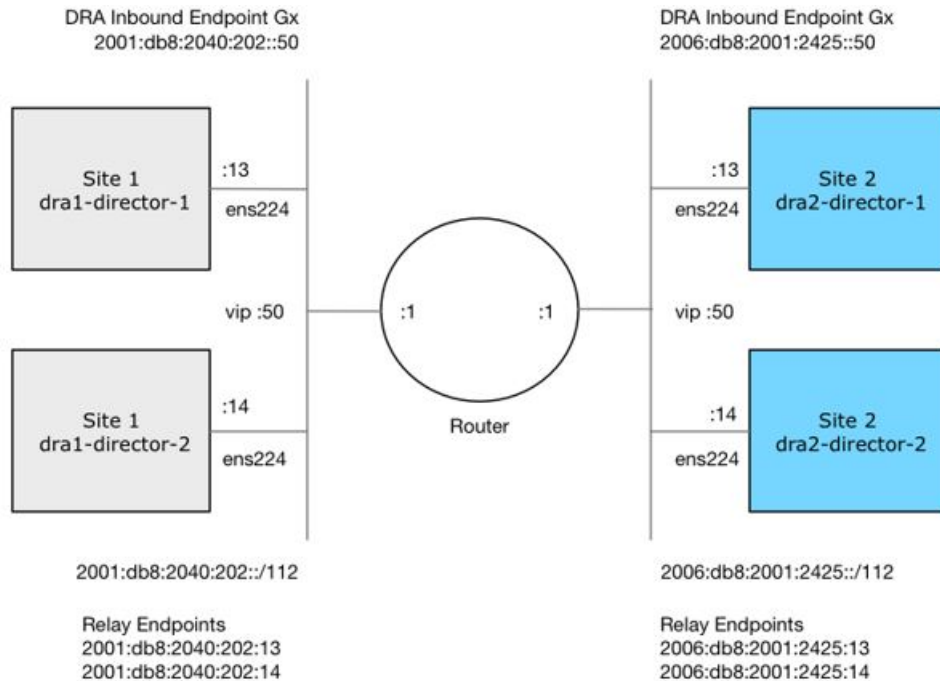 DRA Inbound Endpoint Gx
2001:db8:2040:202::50
DRA Inbound Endpoint Gx
2006:db8:2001:2425::50
Site 1
dra1-director-1
:13
ens224
:13
ens224
Site 2
dra2-director-1
vip :50
:1
:1
vip :50
Router
Site 1
dra1-director-2
:14
ens224
:14
ens224
Site 2
dra2-director-2
2001:db8:2040:202::/112
2006:db8:2001:2425::/112
Relay Endpoints
2001:db8:2040:202:13
2001:db8:2040:202:14
Relay Endpoints
2006:db8:2001:2425:13
2006:db8:2001:2425:14